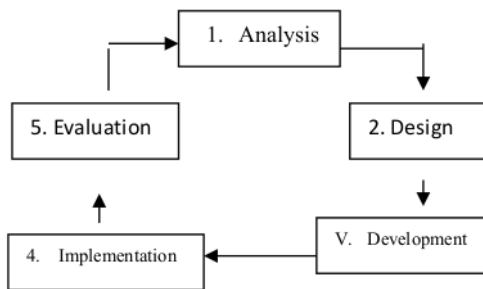 1. Analysis
2. Design
V. Development
4. Implementation
5. Evaluation